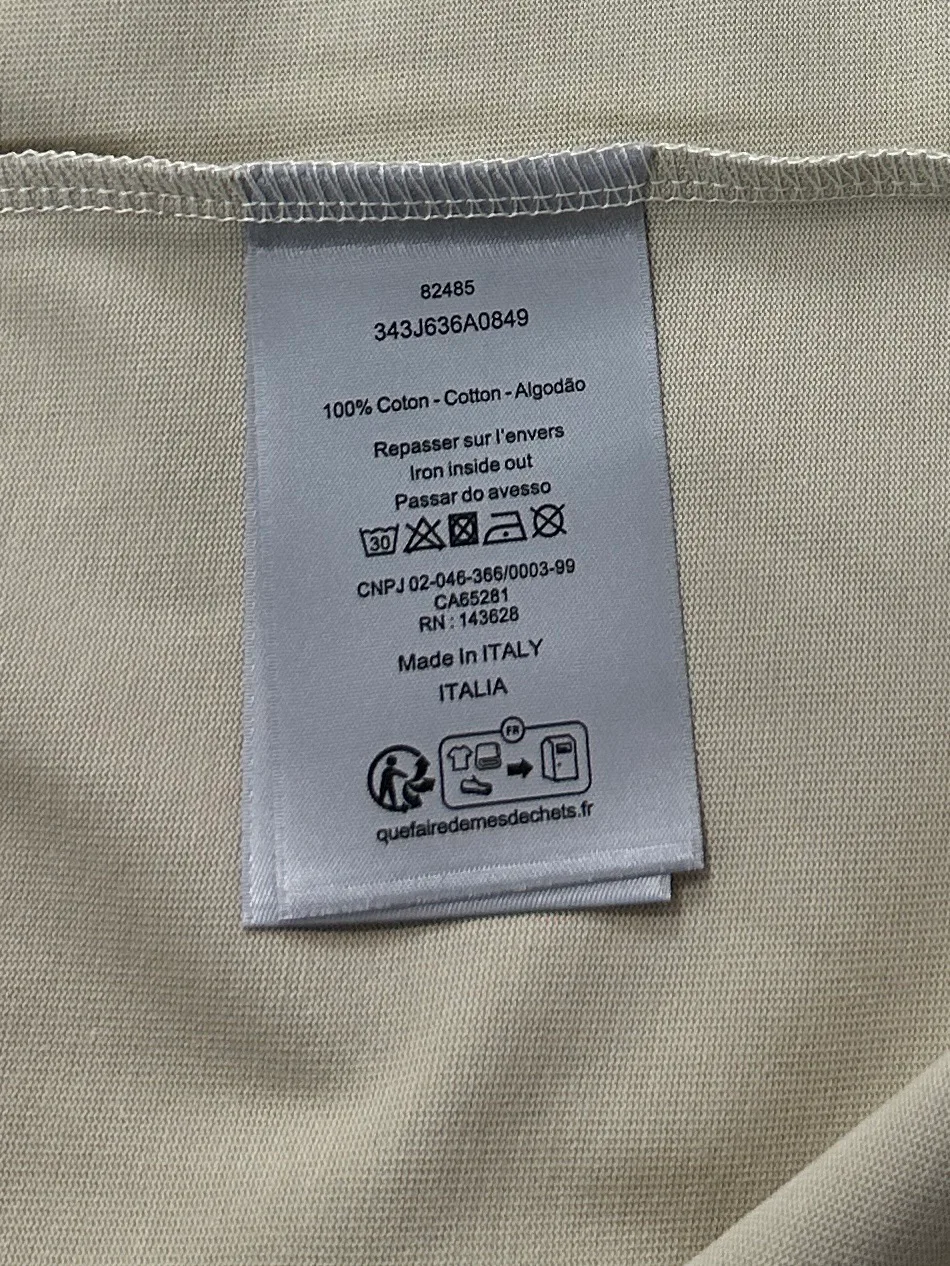 82485
343J636A0849
100% Coton - Cotton - Algodão
Repasser sur l'envers
Iron inside out
Passar do avesso
30
CNPJ 02-046-366/0003-99
CA65281
RN : 143628
Made In ITALY
ITALIA
FR
quefairedemesdechets.fr